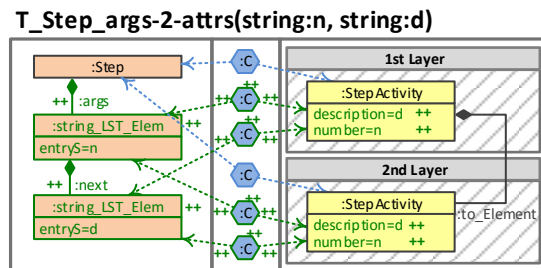 T_Step_args-2-attrs(string:n, string:d)
:Step
++ :args
:string_LST_Elem ++
entryS=n
++ :next
:string_LST_Elem ++
entryS=d
:C
++ :C ++
++ ++
++ :C ++
++ ++
:C
++ :C ++
++ ++
++ :C ++
++ ++
1st Layer
:StepActivity
description=d ++
number=n ++
2nd Layer
:StepActivity
:to_Element
description=d ++
number=n ++